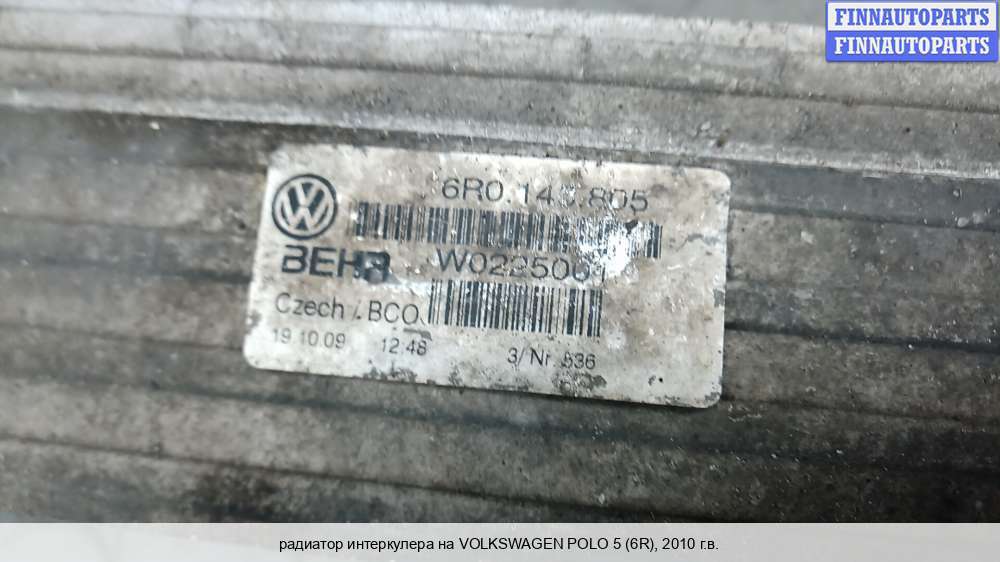 FINNAUTOPARTS
FINNAUTOPARTS
6R0.145.805
BEHR
Czech / BCO
19.10.09 12:48 3/Nr. 836
радиатор интеркулера на VOLKSWAGEN POLO 5 (6R), 2010 г.в.